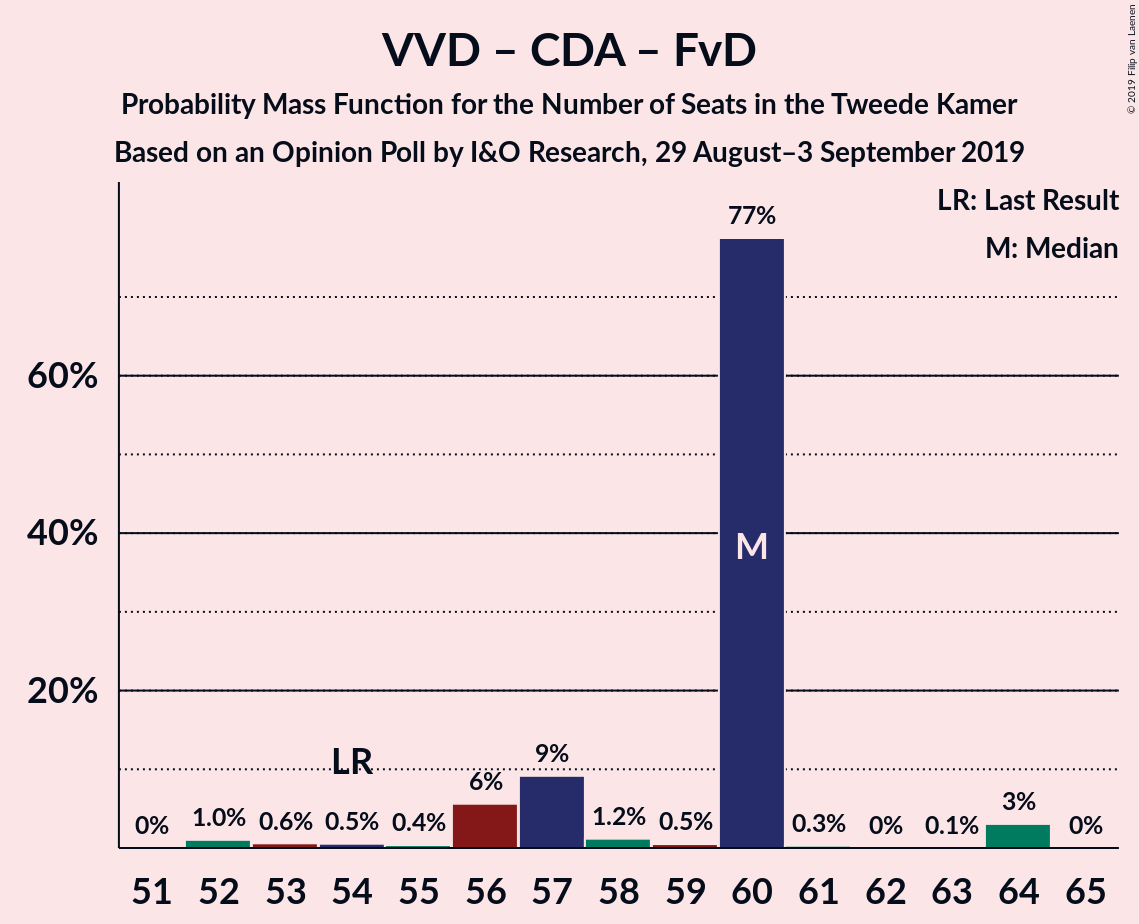 VVD – CDA – FvD
Probability Mass Function for the Number of Seats in the Tweede Kamer
Based on an Opinion Poll by I&O Research, 29 August–3 September 2019
© 2019 Filip van Laenen
LR: Last Result
M: Median
77%
60%
40%
20%
M
LR
0%
1.0%
0.6%
0.5%
0.4%
6%
9%
1.2%
0.5%
0.3%
0%
0.1%
3%
0%
51 52 53 54 55 56 57 58 59 60 61 62 63 64 65